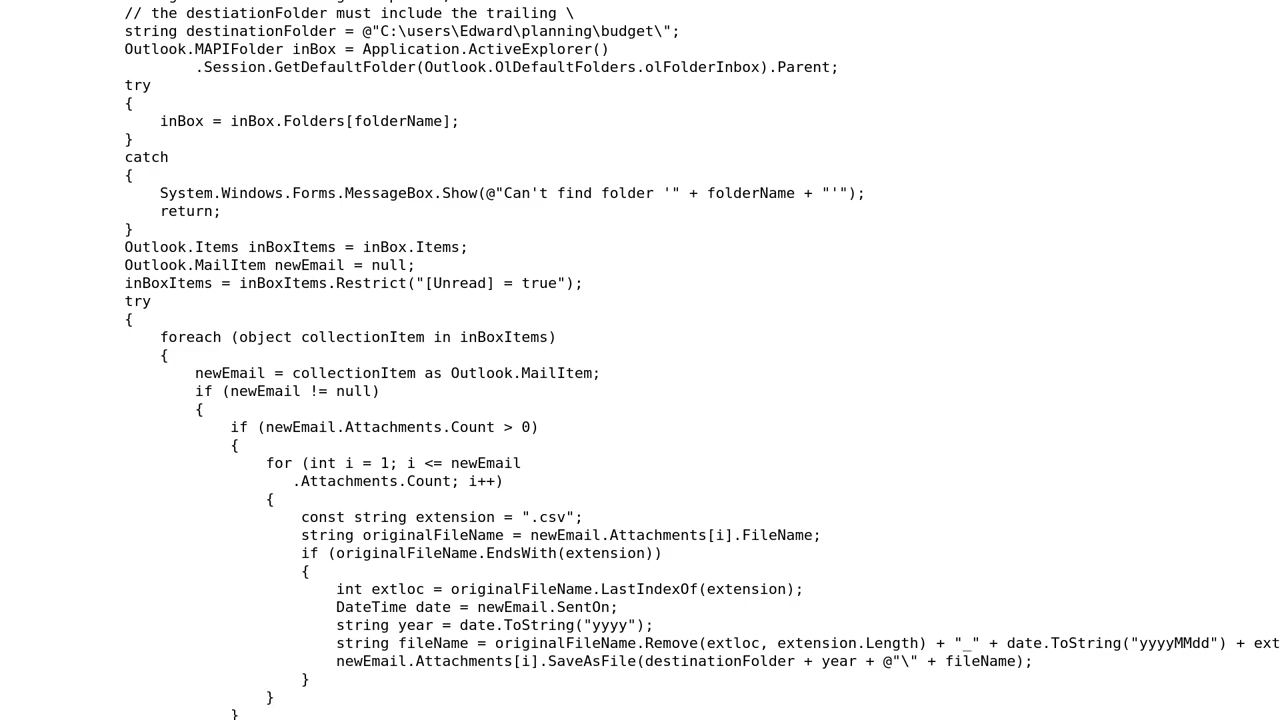 // the destiationFolder must include the trailing \
string destinationFolder = @"C:\users\Edward\planning\budget\";
Outlook.MAPIFolder inBox = Application.ActiveExplorer()
.Session.GetDefaultFolder(Outlook.OlDefaultFolders.olFolderInbox).Parent;
try
{
inBox = inBox.Folders[folderName];
}
catch
{
System.Windows.Forms.MessageBox.Show(@"Can't find folder '" + folderName + "'");
return;
}
Outlook.Items inBoxItems = inBox.Items;
Outlook.MailItem newEmail = null;
inBoxItems = inBoxItems.Restrict("[Unread] = true");
try
{
foreach (object collectionItem in inBoxItems)
{
newEmail = collectionItem as Outlook.MailItem;
if (newEmail != null)
{
if (newEmail.Attachments.Count > 0)
{
for (int i = 1; i <= newEmail
.Attachments.Count; i++)
{
const string extension = ".csv";
string originalFileName = newEmail.Attachments[i].FileName;
if (originalFileName.EndsWith(extension))
{
int extloc = originalFileName.LastIndexOf(extension);
DateTime date = newEmail.SentOn;
string year = date.ToString("yyyy");
string fileName = originalFileName.Remove(extloc, extension.Length) + "_" + date.ToString("yyyyMMdd") + ext
newEmail.Attachments[i].SaveAsFile(destinationFolder + year + @"\" + fileName);
}
}
}